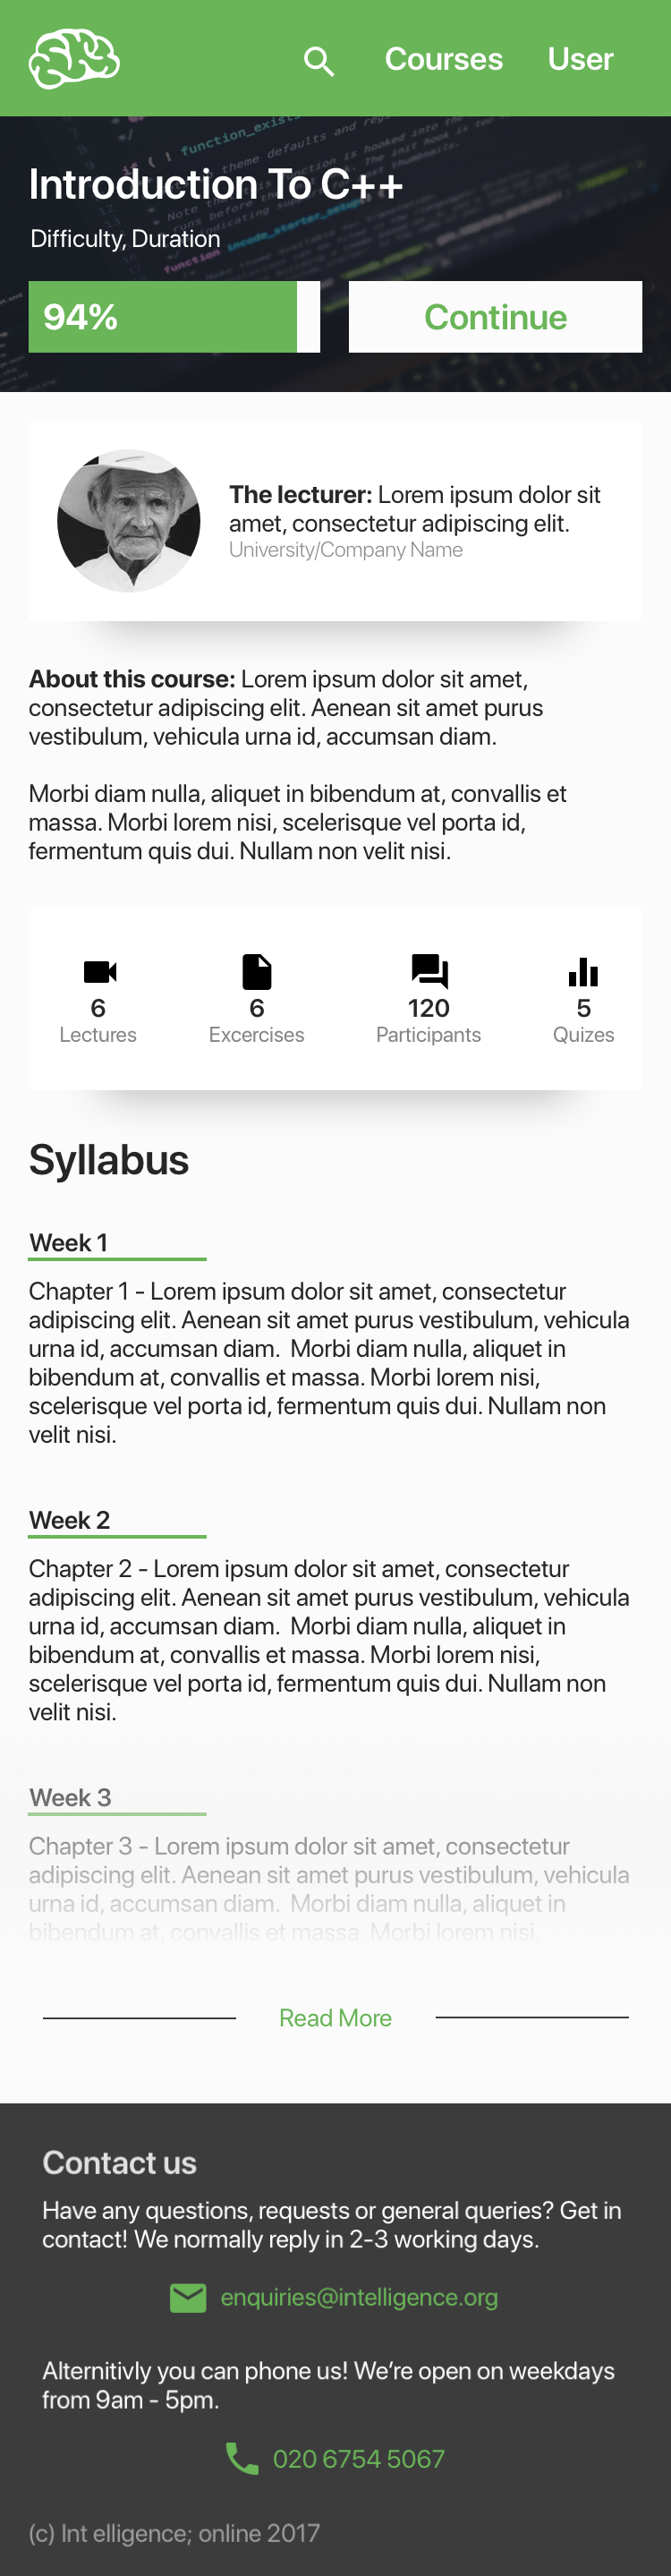 Courses
User
function_exists
Introduction To C++
Difficulty, Duration
function incode_starter_setup
94%
Continue
The lecturer: Lorem ipsum dolor sit
amet, consectetur adipiscing elit.
University/Company Name
About this course: Lorem ipsum dolor sit amet,
consectetur adipiscing elit. Aenean sit amet purus
vestibulum, vehicula urna id, accumsan diam.
Morbi diam nulla, aliquet in bibendum at, convallis et
massa. Morbi lorem nisi, scelerisque vel porta id,
fermentum quis dui. Nullam non velit nisi.
6
Lectures
6
Excercises
120
Participants
5
Quizes
Syllabus
Week 1
Chapter 1 - Lorem ipsum dolor sit amet, consectetur
adipiscing elit. Aenean sit amet purus vestibulum, vehicula
urna id, accumsan diam.  Morbi diam nulla, aliquet in
bibendum at, convallis et massa. Morbi lorem nisi,
scelerisque vel porta id, fermentum quis dui. Nullam non
velit nisi.
Week 2
Chapter 2 - Lorem ipsum dolor sit amet, consectetur
adipiscing elit. Aenean sit amet purus vestibulum, vehicula
urna id, accumsan diam.  Morbi diam nulla, aliquet in
bibendum at, convallis et massa. Morbi lorem nisi,
scelerisque vel porta id, fermentum quis dui. Nullam non
velit nisi.
Week 3
Chapter 3 - Lorem ipsum dolor sit amet, consectetur
adipiscing elit. Aenean sit amet purus vestibulum, vehicula
urna id, accumsan diam.  Morbi diam nulla, aliquet in
bibendum at, convallis et massa. Morbi lorem nisi,
Read More
Contact us
Have any questions, requests or general queries? Get in
contact! We normally reply in 2-3 working days.
enquiries@intelligence.org
Alternitivly you can phone us! We’re open on weekdays
from 9am - 5pm.
020 6754 5067
(c) Int elligence; online 2017